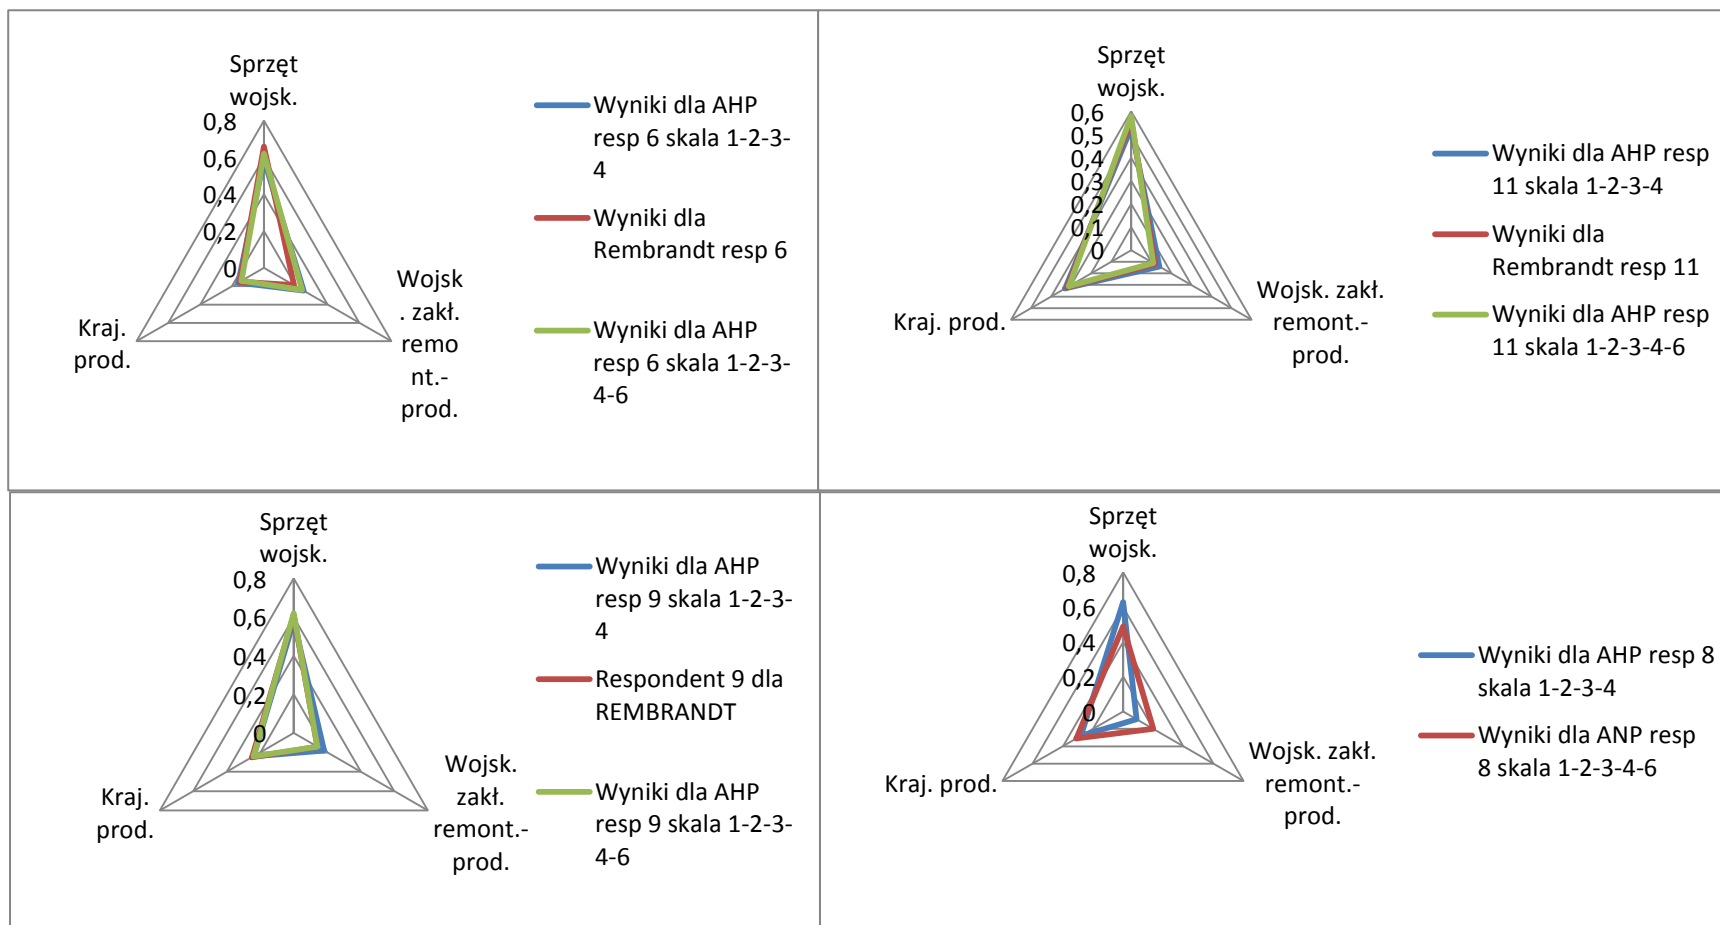 Sprzęt
wojsk.
0,8
0,6
0,4
0,2
0
Kraj.
prod.
Wojsk
. zakł.
remo
nt.-
prod.
Wyniki dla AHP
resp 6 skala 1-2-3-
4
Wyniki dla
Rembrandt resp 6
Wyniki dla AHP
resp 6 skala 1-2-3-
4-6
Sprzęt
wojsk.
0,6
0,5
0,4
0,3
0,2
0,1
0
Kraj. prod.
Wojsk. zakł.
remont.-
prod.
Wyniki dla AHP resp
11 skala 1-2-3-4
Wyniki dla
Rembrandt resp 11
Wyniki dla AHP resp
11 skala 1-2-3-4-6
Sprzęt
wojsk.
0,8
0,6
0,4
0,2
0
Kraj.
prod.
Wojsk.
zakł.
remont.-
prod.
Wyniki dla AHP
resp 9 skala 1-2-3-
4
Respondent 9 dla
REMBRANDT
Wyniki dla AHP
resp 9 skala 1-2-3-
4-6
Sprzęt
wojsk.
0,8
0,6
0,4
0,2
0
Kraj. prod.
Wojsk. zakł.
remont.-
prod.
Wyniki dla AHP resp 8
skala 1-2-3-4
Wyniki dla ANP resp
8 skala 1-2-3-4-6